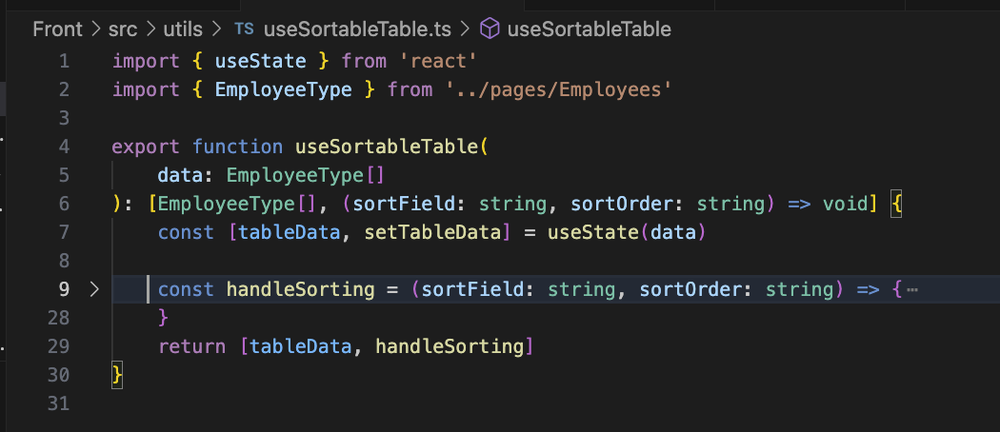 Front > src > utils > TS useSortableTable.ts > useSortableTable
1 import { useState } from 'react'
2 import { EmployeeType } from '../pages/Employees'
3
4 export function useSortableTable(
5     data: EmployeeType[]
6 ): [EmployeeType[], (sortField: string, sortOrder: string) => void] {
7     const [tableData, setTableData] = useState(data)
8
9     const handleSorting = (sortField: string, sortOrder: string) => {⋯
28     }
29     return [tableData, handleSorting]
30 }
31